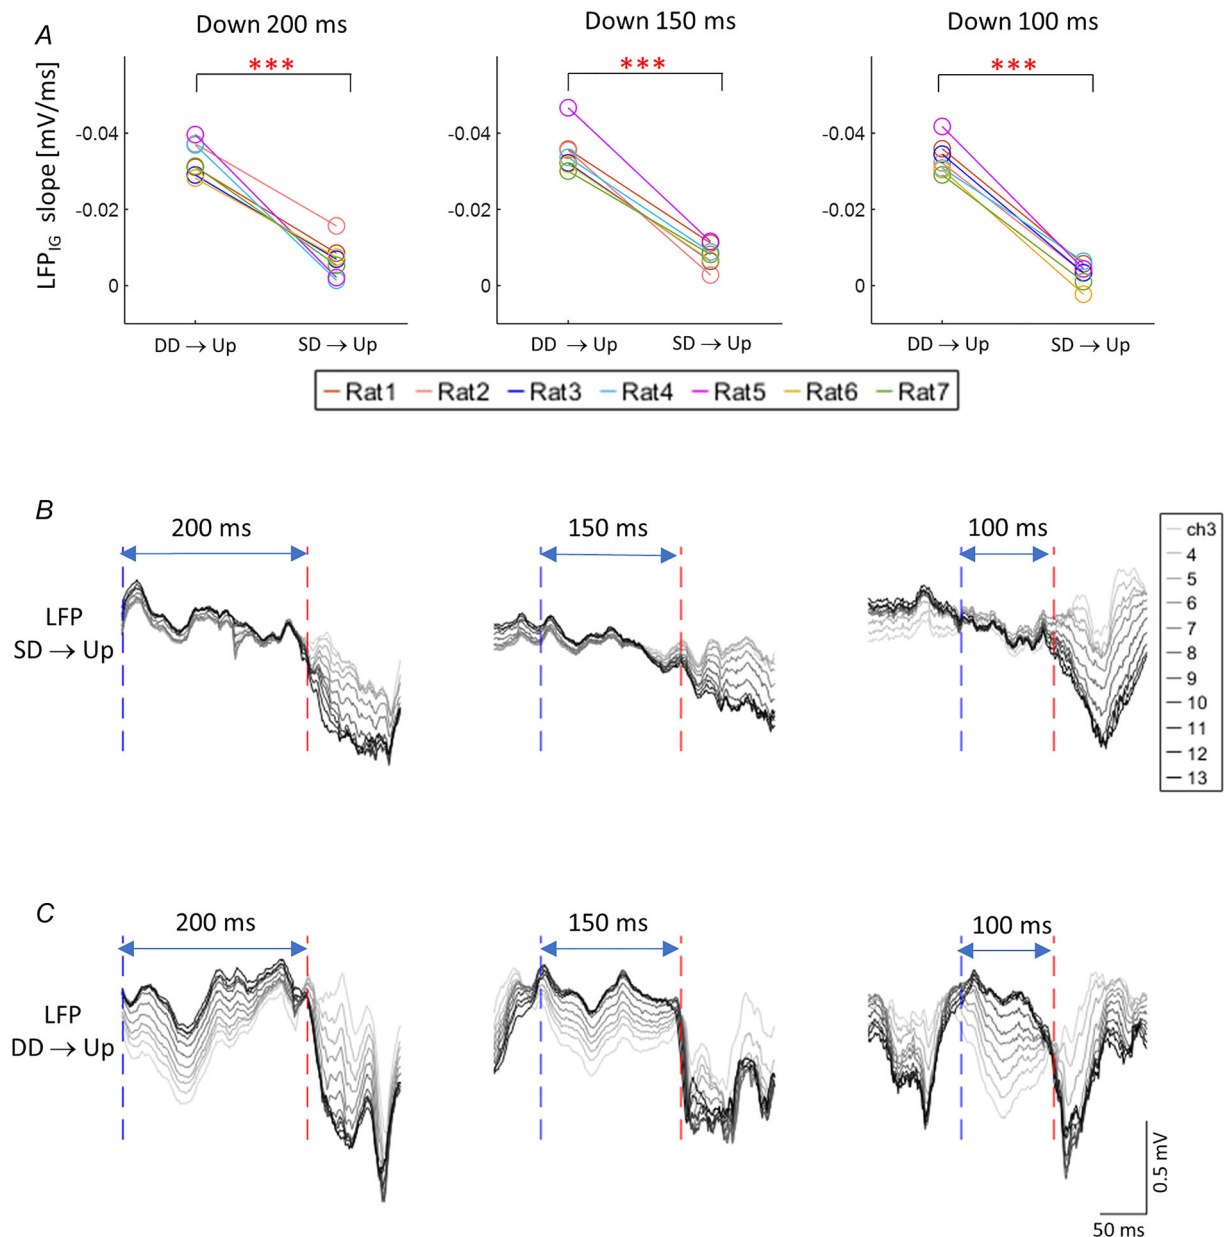 A
Down 200 ms
Down 150 ms
Down 100 ms
LFP_IG slope [mV/ms]
***
***
***
-0.04
-0.02
0
-0.04
-0.02
0
-0.04
-0.02
0
DD → Up
SD → Up
DD → Up
SD → Up
DD → Up
SD → Up
Rat1 Rat2 Rat3 Rat4 Rat5 Rat6 Rat7
B
200 ms
150 ms
100 ms
LFP
SD → Up
ch3
4
5
6
7
8
9
10
11
12
13
C
200 ms
150 ms
100 ms
LFP
DD → Up
0.5 mV
50 ms